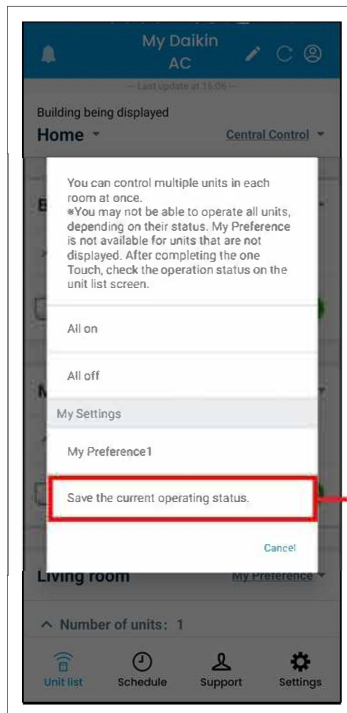 My Daikin
AC
--- Last update at 16:06 ---
Building being displayed
Home
Central Control
You can control multiple units in each
room at once.
※You may not be able to operate all units,
depending on their status. My Preference
is not available for units that are not
displayed. After completing the one
Touch, check the operation status on the
unit list screen.
All on
All off
My Settings
My Preference1
Save the current operating status.
Cancel
Living room
My Preference
Number of units: 1
Unit list
Schedule
Support
Settings